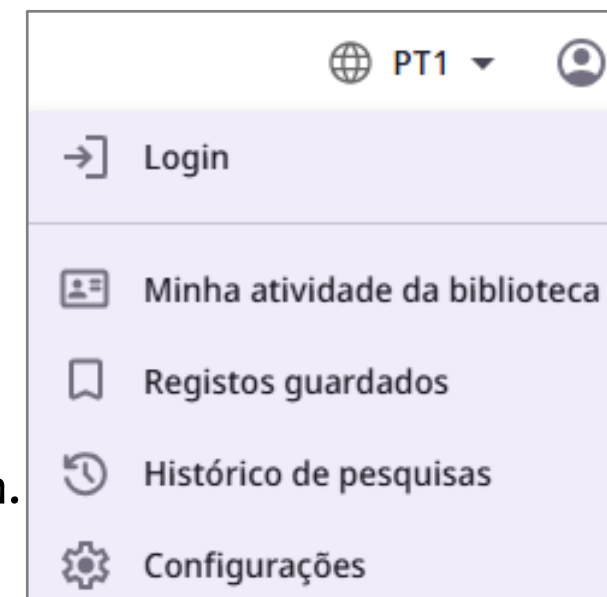 PT1
Login
Minha atividade da biblioteca
Registos guardados
Histórico de pesquisas
Configurações